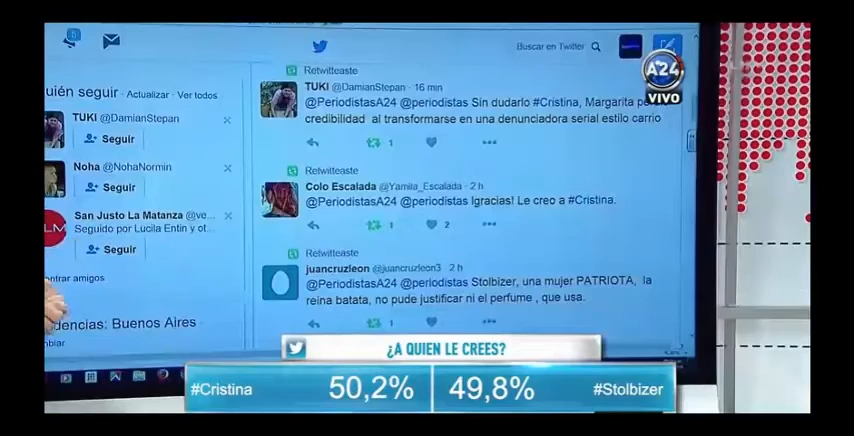 5
Buscar en Twitter
A24
VIVO
uién seguir · Actualizar · Ver todos
TUKI @DamianStepan
Seguir
Noha @NohaNormin
Seguir
San Justo La Matanza @ve...
Seguido por Lucila Entin y ot...
LM
Seguir
ntrar amigos
dencias: Buenos Aires
nbiar
Retwitteaste
TUKI @DamianStepan · 16 min
@PeriodistasA24 @periodistas Sin dudarlo #Cristina, Margarita pe
credibilidad al transformarse en una denunciadora serial estilo carrio
1
Retwitteaste
Colo Escalada @Yamila_Escalada · 2 h
@PeriodistasA24 @periodistas Igracias! Le creo a #Cristina.
1 2
Retwitteaste
juancruzleon @juancruzleon3 2 h
@PeriodistasA24 @periodistas Stolbizer, una mujer PATRIOTA, la
reina batata, no pude justificar ni el perfume , que usa.
1
¿A QUIEN LE CREES?
#Cristina 50,2% 49,8% #Stolbizer